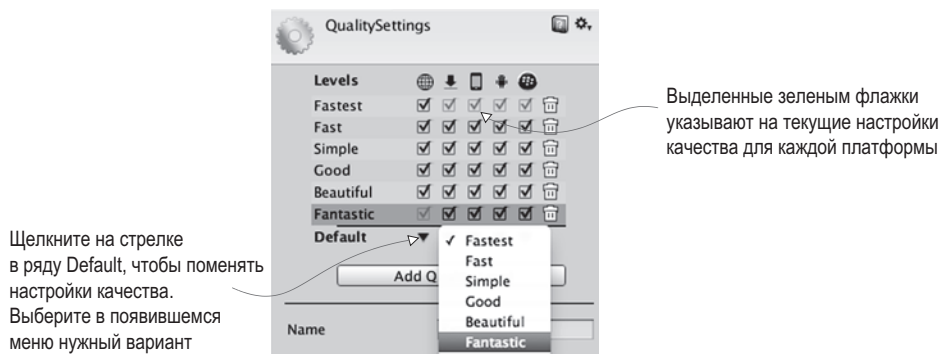 QualitySettings
Levels
Fastest
Fast
Simple
Good
Beautiful
Fantastic
Default
✓ Fastest
Fast
Simple
Good
Beautiful
Fantastic
Add Q
Name
Выделенные зеленым флажки
указывают на текущие настройки
качества для каждой платформы
Щелкните на стрелке
в ряду Default, чтобы поменять
настройки качества.
Выберите в появившемся
меню нужный вариант